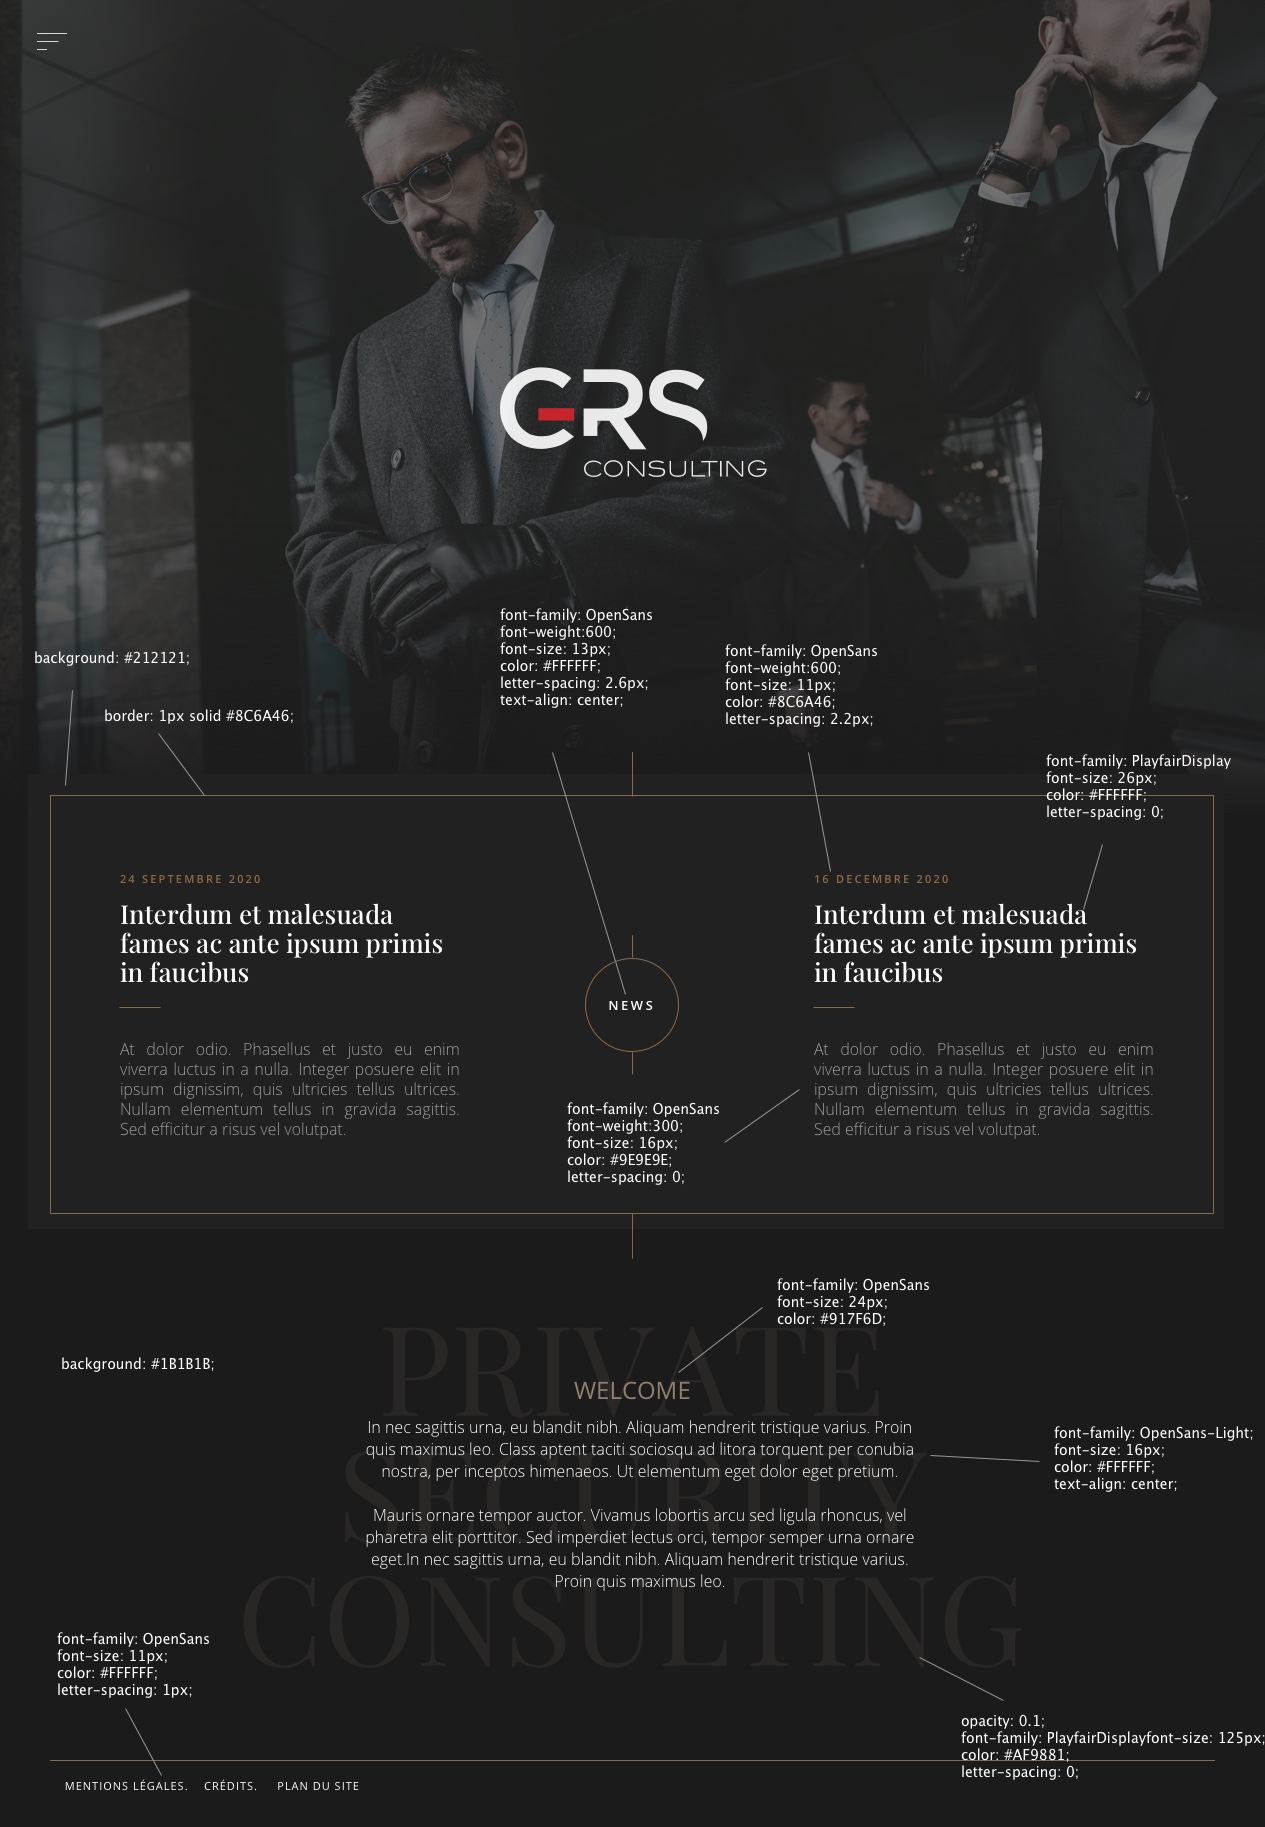 GRS
CONSULTING
font-family: OpenSans
font-weight:600;
font-size: 13px;
color: #FFFFFF;
letter-spacing: 2.6px;
text-align: center;
background: #212121;
border: 1px solid #8C6A46;
font-family: OpenSans
font-weight:600;
font-size: 11px;
color: #8C6A46;
letter-spacing: 2.2px;
font-family: PlayfairDisplay
font-size: 26px;
color: #FFFFFF;
letter-spacing: 0;
24 SEPTEMBRE 2020
Interdum et malesuada
fames ac ante ipsum primis
in faucibus
At dolor odio. Phasellus et justo eu enim
viverra luctus in a nulla. Integer posuere elit in
ipsum dignissim, quis ultricies tellus ultrices.
Nullam elementum tellus in gravida sagittis.
Sed efficitur a risus vel volutpat.
NEWS
16 DECEMBRE 2020
Interdum et malesuada
fames ac ante ipsum primis
in faucibus
At dolor odio. Phasellus et justo eu enim
viverra luctus in a nulla. Integer posuere elit in
ipsum dignissim, quis ultricies tellus ultrices.
Nullam elementum tellus in gravida sagittis.
Sed efficitur a risus vel volutpat.
font-family: OpenSans
font-weight:300;
font-size: 16px;
color: #9E9E9E;
letter-spacing: 0;
font-family: OpenSans
font-size: 24px;
color: #917F6D;
background: #1B1B1B;
PRIVATE
SECURITY
CONSULTING
WELCOME
In nec sagittis urna, eu blandit nibh. Aliquam hendrerit tristique varius. Proin
quis maximus leo. Class aptent taciti sociosqu ad litora torquent per conubia
nostra, per inceptos himenaeos. Ut elementum eget dolor eget pretium.
Mauris ornare tempor auctor. Vivamus lobortis arcu sed ligula rhoncus, vel
pharetra elit porttitor. Sed imperdiet lectus orci, tempor semper urna ornare
eget.In nec sagittis urna, eu blandit nibh. Aliquam hendrerit tristique varius.
Proin quis maximus leo.
font-family: OpenSans-Light;
font-size: 16px;
color: #FFFFFF;
text-align: center;
font-family: OpenSans
font-size: 11px;
color: #FFFFFF;
letter-spacing: 1px;
opacity: 0.1;
font-family: PlayfairDisplayfont-size: 125px;
color: #AF9881;
letter-spacing: 0;
MENTIONS LÉGALES. CRÉDITS. PLAN DU SITE